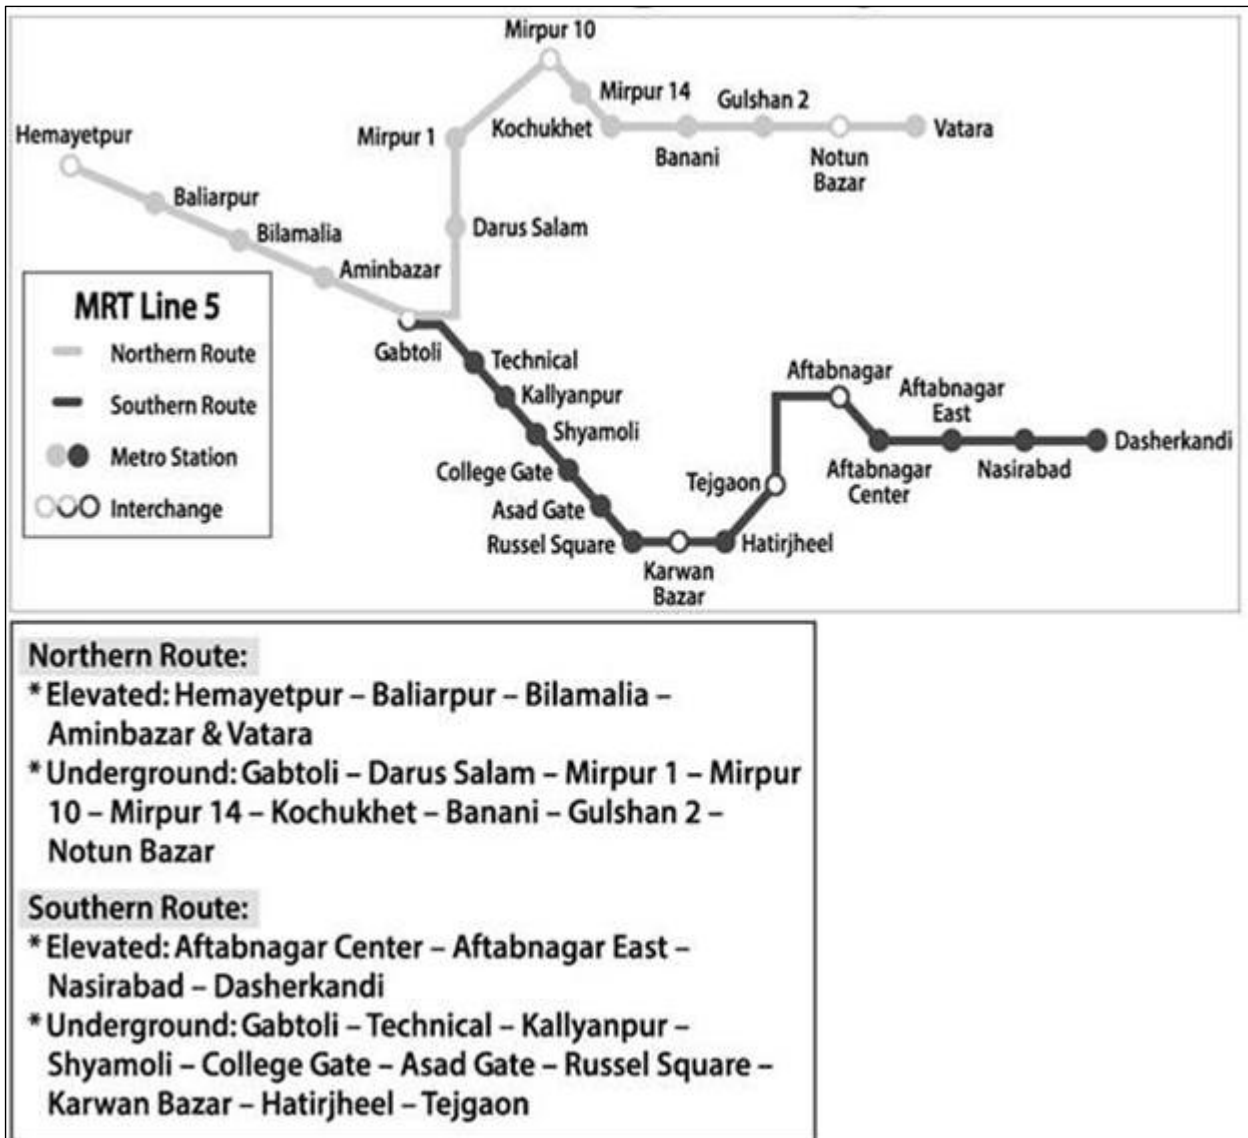 Mirpur 10
Mirpur 14
Gulshan 2
Hemayetpur
Mirpur 1
Kochukhet
Vatara
Banani
Notun
Bazar
Baliarpur
Bilamalia
Darus Salam
Aminbazar
MRT Line 5
Northern Route
Southern Route
Metro Station
Interchange
Gabtoli
Technical
Kallyanpur
Shyamoli
College Gate
Asad Gate
Russel Square
Karwan
Bazar
Hatirjheel
Tejgaon
Aftabnagar
Aftabnagar
East
Aftabnagar
Center
Nasirabad
Dasherkandi
Northern Route:
* Elevated: Hemayetpur – Baliarpur – Bilamalia –
Aminbazar & Vatara
* Underground: Gabtoli – Darus Salam – Mirpur 1 – Mirpur
10 – Mirpur 14 – Kochukhet – Banani – Gulshan 2 –
Notun Bazar
Southern Route:
* Elevated: Aftabnagar Center – Aftabnagar East –
Nasirabad – Dasherkandi
* Underground: Gabtoli – Technical – Kallyanpur –
Shyamoli – College Gate – Asad Gate – Russel Square –
Karwan Bazar – Hatirjheel – Tejgaon